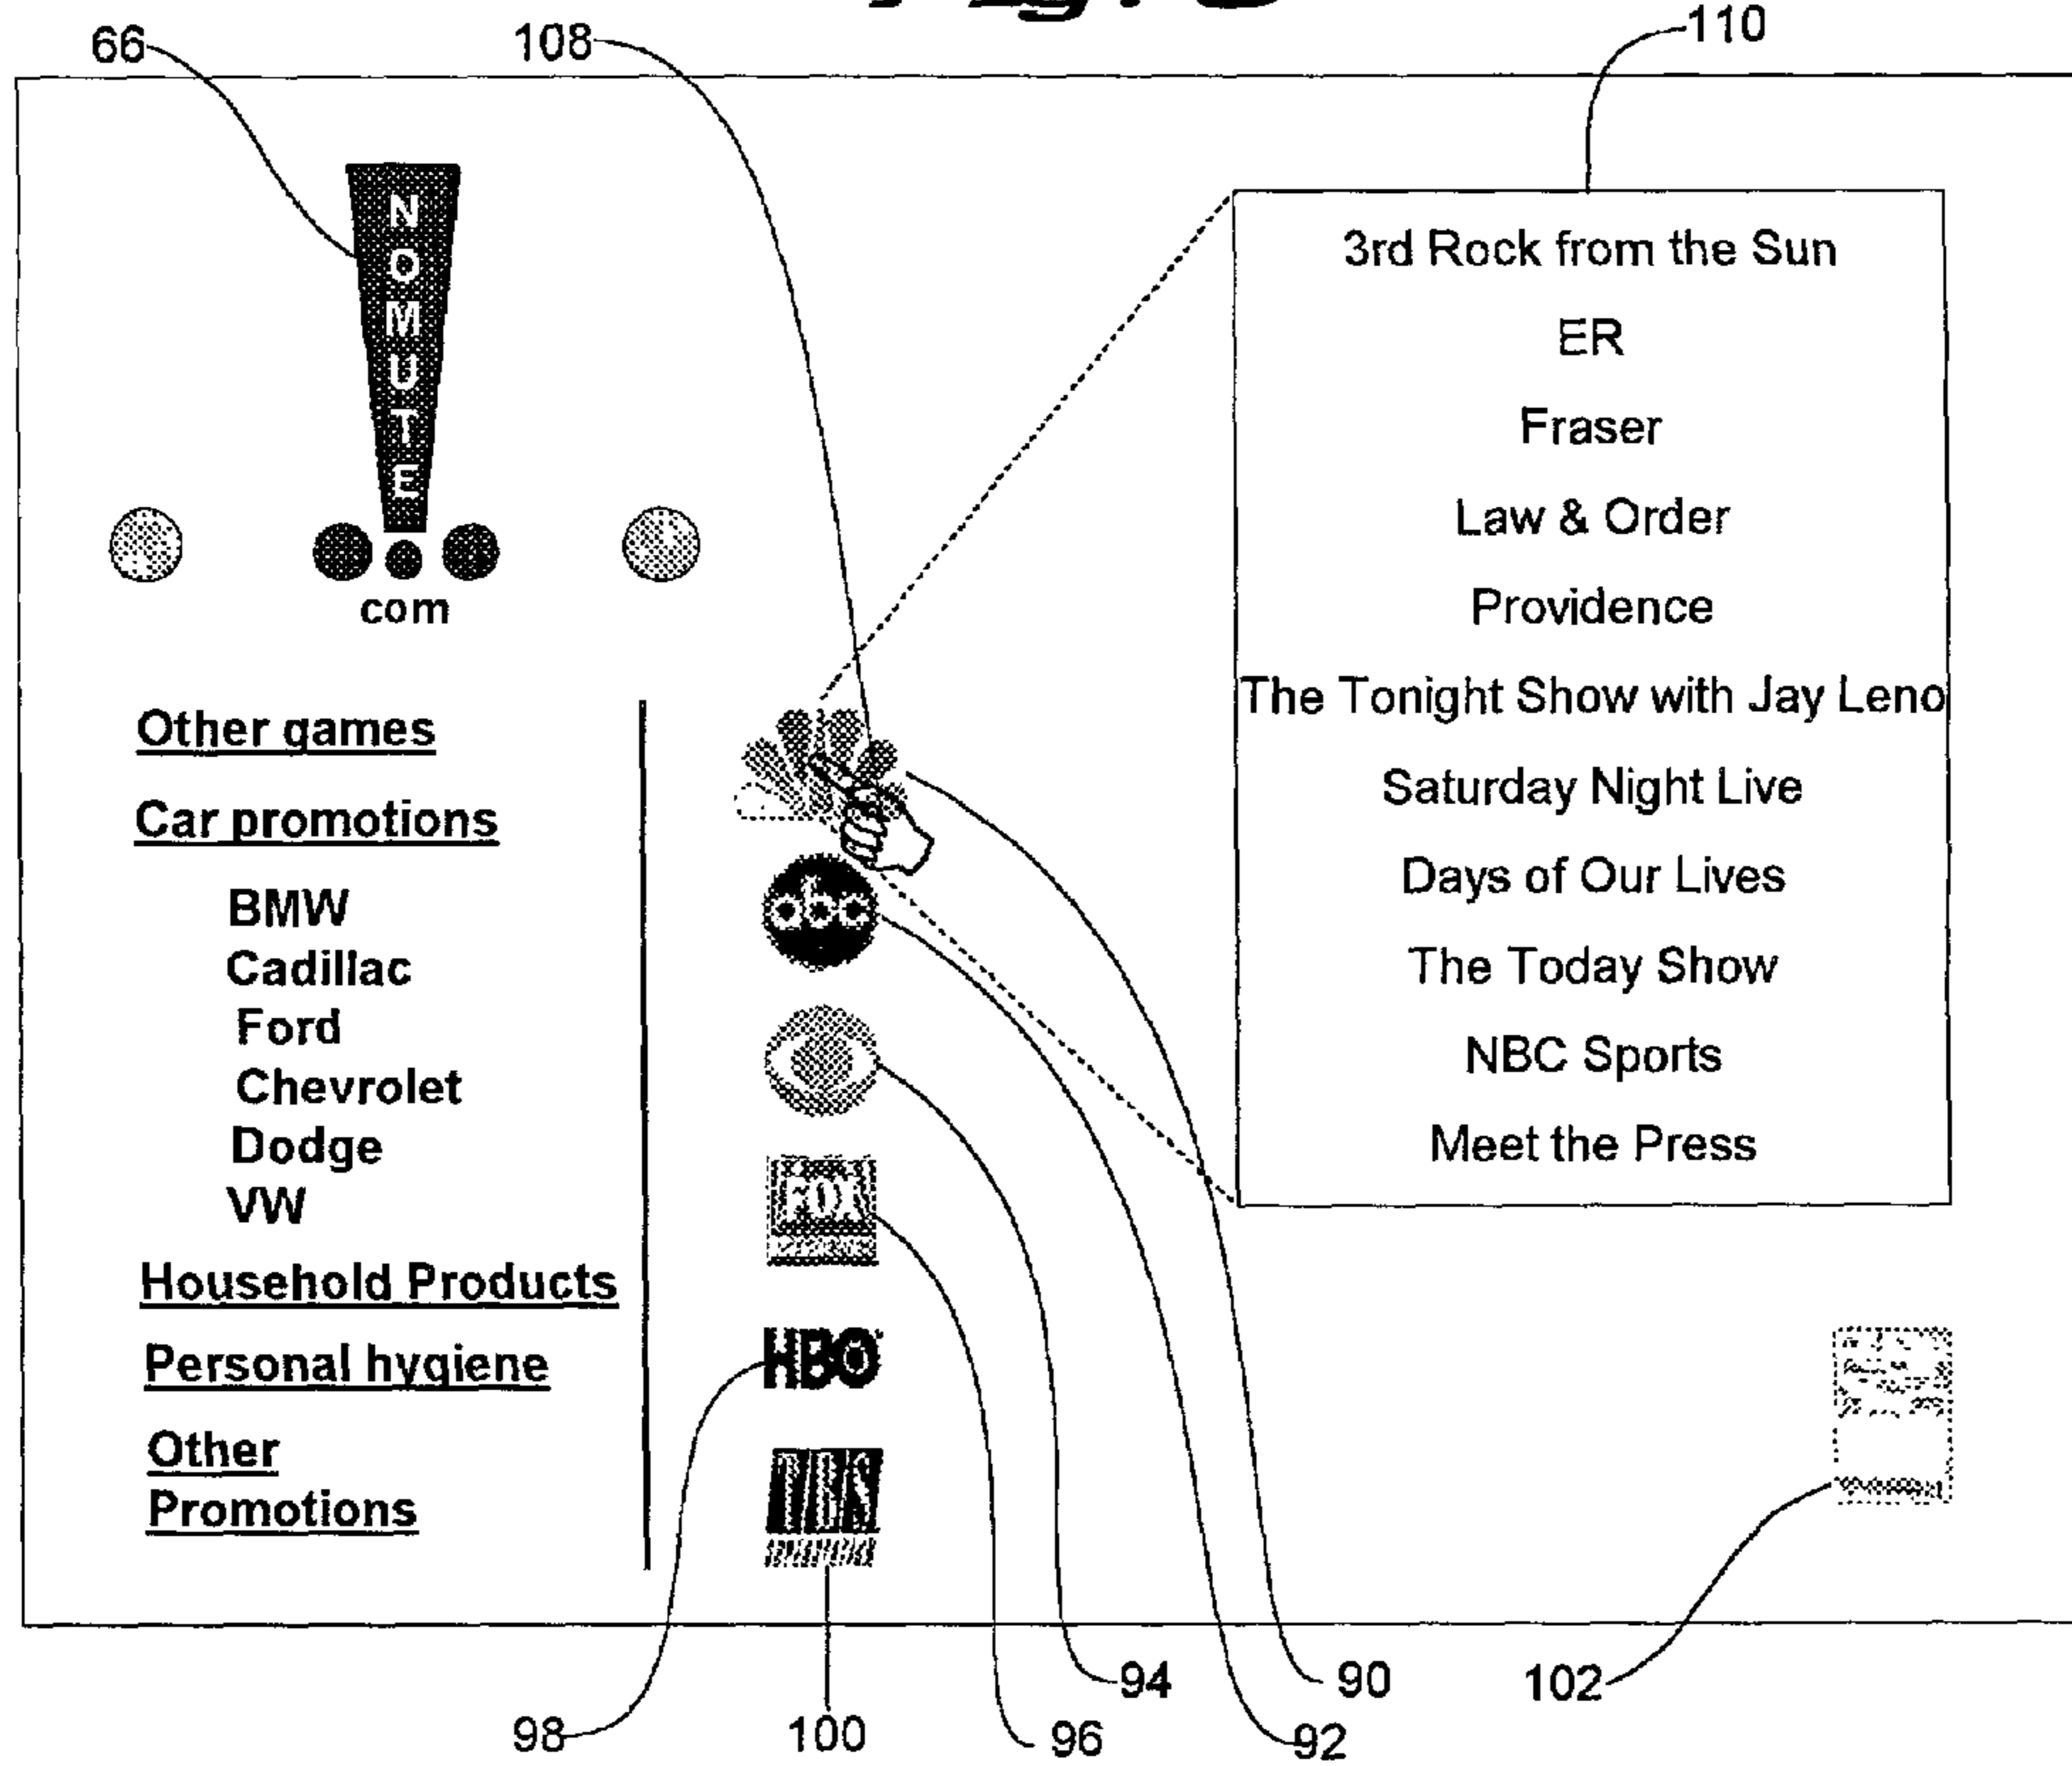 66
108
110
NOMUTE
com
Other games
Car promotions
BMW
Cadillac
Ford
Chevrolet
Dodge
VW
Household Products
Personal hygiene
Other
Promotions
abc
FOX
HBO
3rd Rock from the Sun
ER
Fraser
Law & Order
Providence
The Tonight Show with Jay Leno
Saturday Night Live
Days of Our Lives
The Today Show
NBC Sports
Meet the Press
94
90
102
98
100
96
92